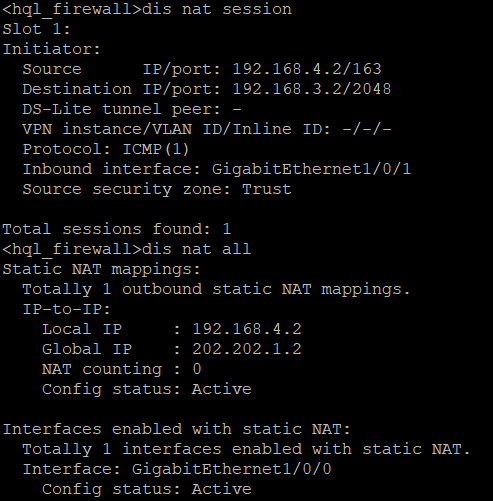 <hql_firewall>dis nat session
Slot 1:
Initiator:
  Source      IP/port: 192.168.4.2/163
  Destination IP/port: 192.168.3.2/2048
  DS-Lite tunnel peer: -
  VPN instance/VLAN ID/Inline ID: -/-/-
  Protocol: ICMP(1)
  Inbound interface: GigabitEthernet1/0/1
  Source security zone: Trust

Total sessions found: 1
<hql_firewall>dis nat all
Static NAT mappings:
  Totally 1 outbound static NAT mappings.
  IP-to-IP:
    Local IP     : 192.168.4.2
    Global IP    : 202.202.1.2
    NAT counting : 0
    Config status: Active

Interfaces enabled with static NAT:
  Totally 1 interfaces enabled with static NAT.
  Interface: GigabitEthernet1/0/0
    Config status: Active